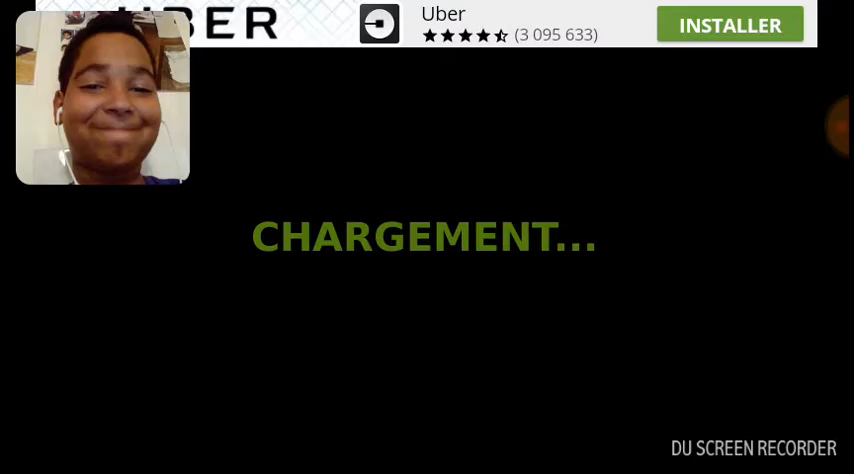 UBER
Uber
(3 095 633)
INSTALLER
CHARGEMENT...
DU SCREEN RECORDER